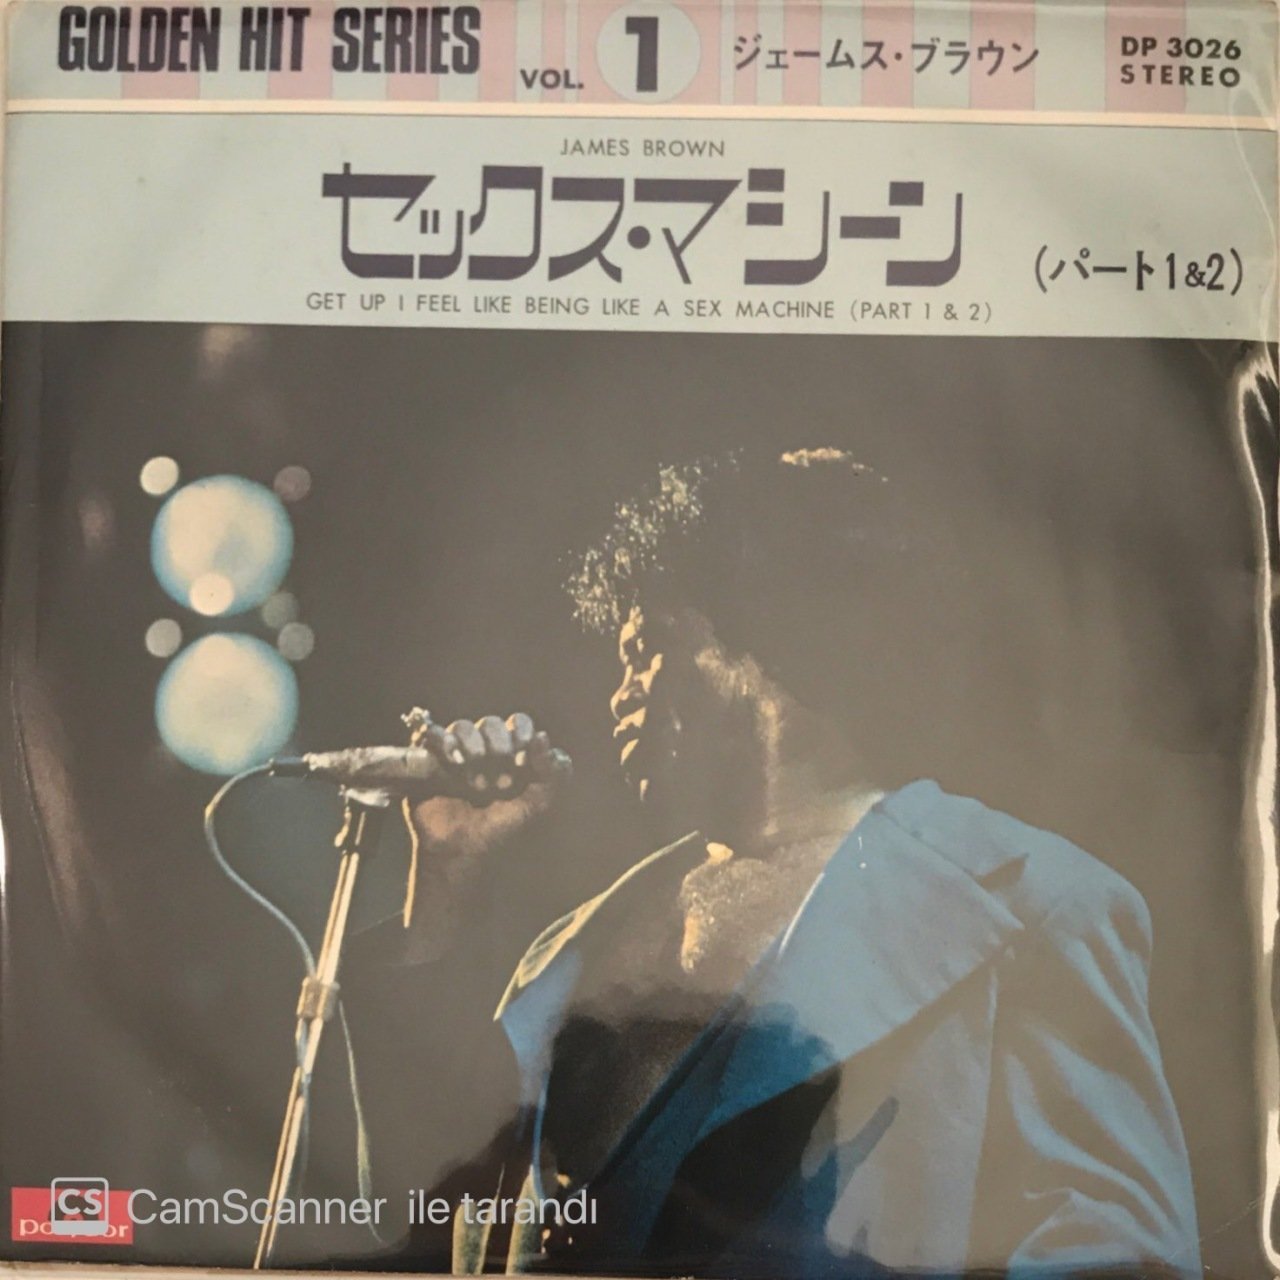 GOLDEN HIT SERIES VOL. 1 ジェームス・ブラウン DP 3026
STEREO
JAMES BROWN
セックス・マシーン (パート1&2)
GET UP I FEEL LIKE BEING LIKE A SEX MACHINE (PART 1 & 2)
CS CamScanner ile tarandı
polydor